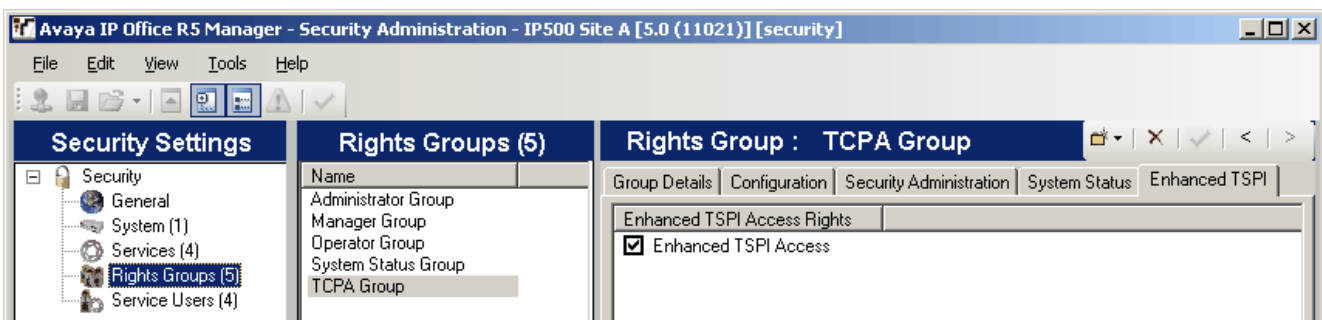 Avaya IP Office R5 Manager - Security Administration - IP500 Site A [5.0 (11021)] [security]
File Edit View Tools Help
Security Settings
Security
General
System (1)
Services (4)
Rights Groups (5)
Service Users (4)
Rights Groups (5)
Name
Administrator Group
Manager Group
Operator Group
System Status Group
TCPA Group
Rights Group : TCPA Group
Group Details Configuration Security Administration System Status Enhanced TSPI
Enhanced TSPI Access Rights
Enhanced TSPI Access